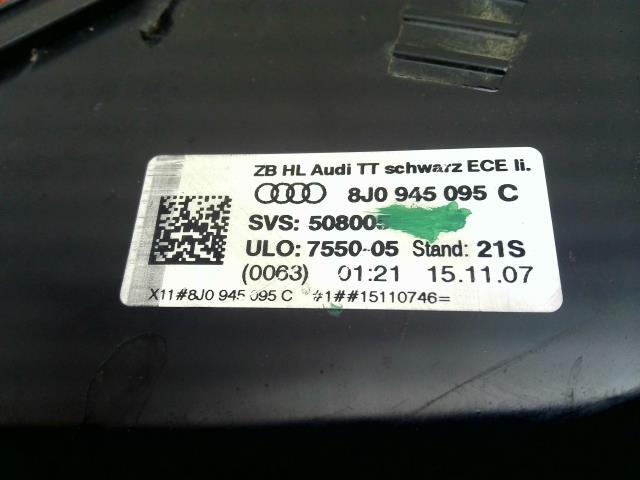 ZB HL Audi TT schwarz ECE li.
8J0 945 095 C
SVS: 508005
ULO: 7550-05 Stand: 21S
(0063) 01:21 15.11.07
X11#8J0 945 095 C #1##15110746=